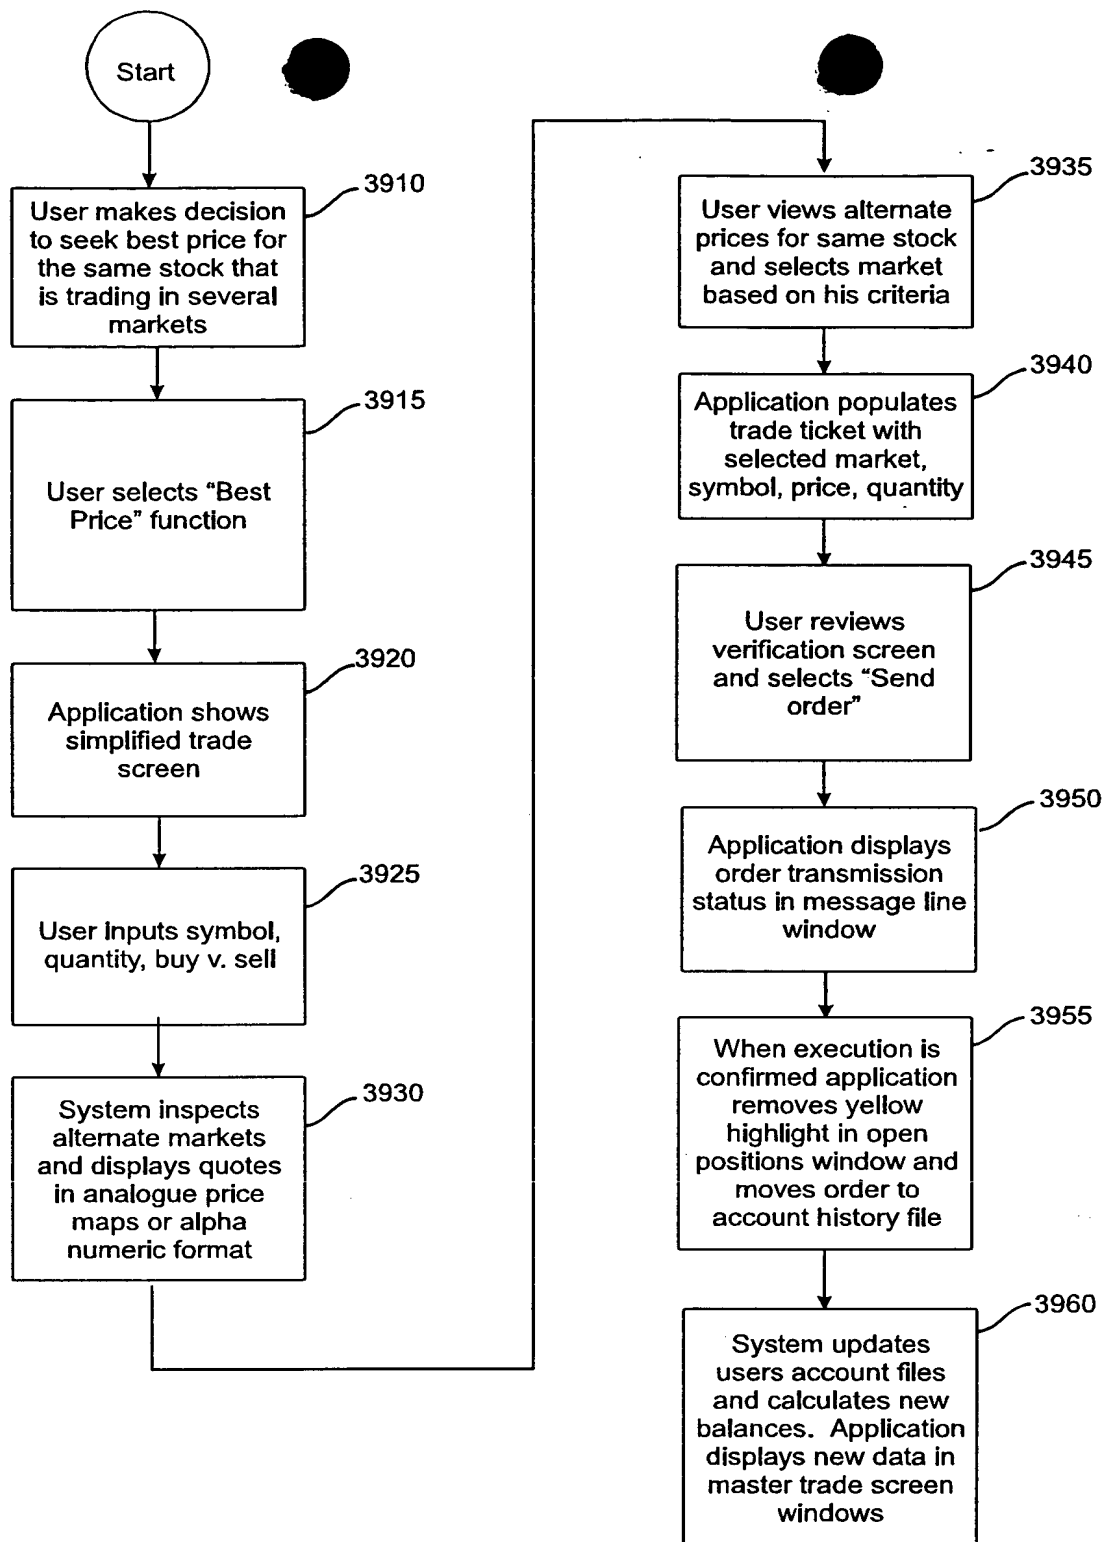 Start
3910
User makes decision
to seek best price for
the same stock that
is trading in several
markets
3915
User selects “Best
Price” function
3920
Application shows
simplified trade
screen
3925
User inputs symbol,
quantity, buy v. sell
3930
System inspects
alternate markets
and displays quotes
in analogue price
maps or alpha
numeric format
3935
User views alternate
prices for same stock
and selects market
based on his criteria
3940
Application populates
trade ticket with
selected market,
symbol, price, quantity
3945
User reviews
verification screen
and selects “Send
order”
3950
Application displays
order transmission
status in message line
window
3955
When execution is
confirmed application
removes yellow
highlight in open
positions window and
moves order to
account history file
3960
System updates
users account files
and calculates new
balances. Application
displays new data in
master trade screen
windows